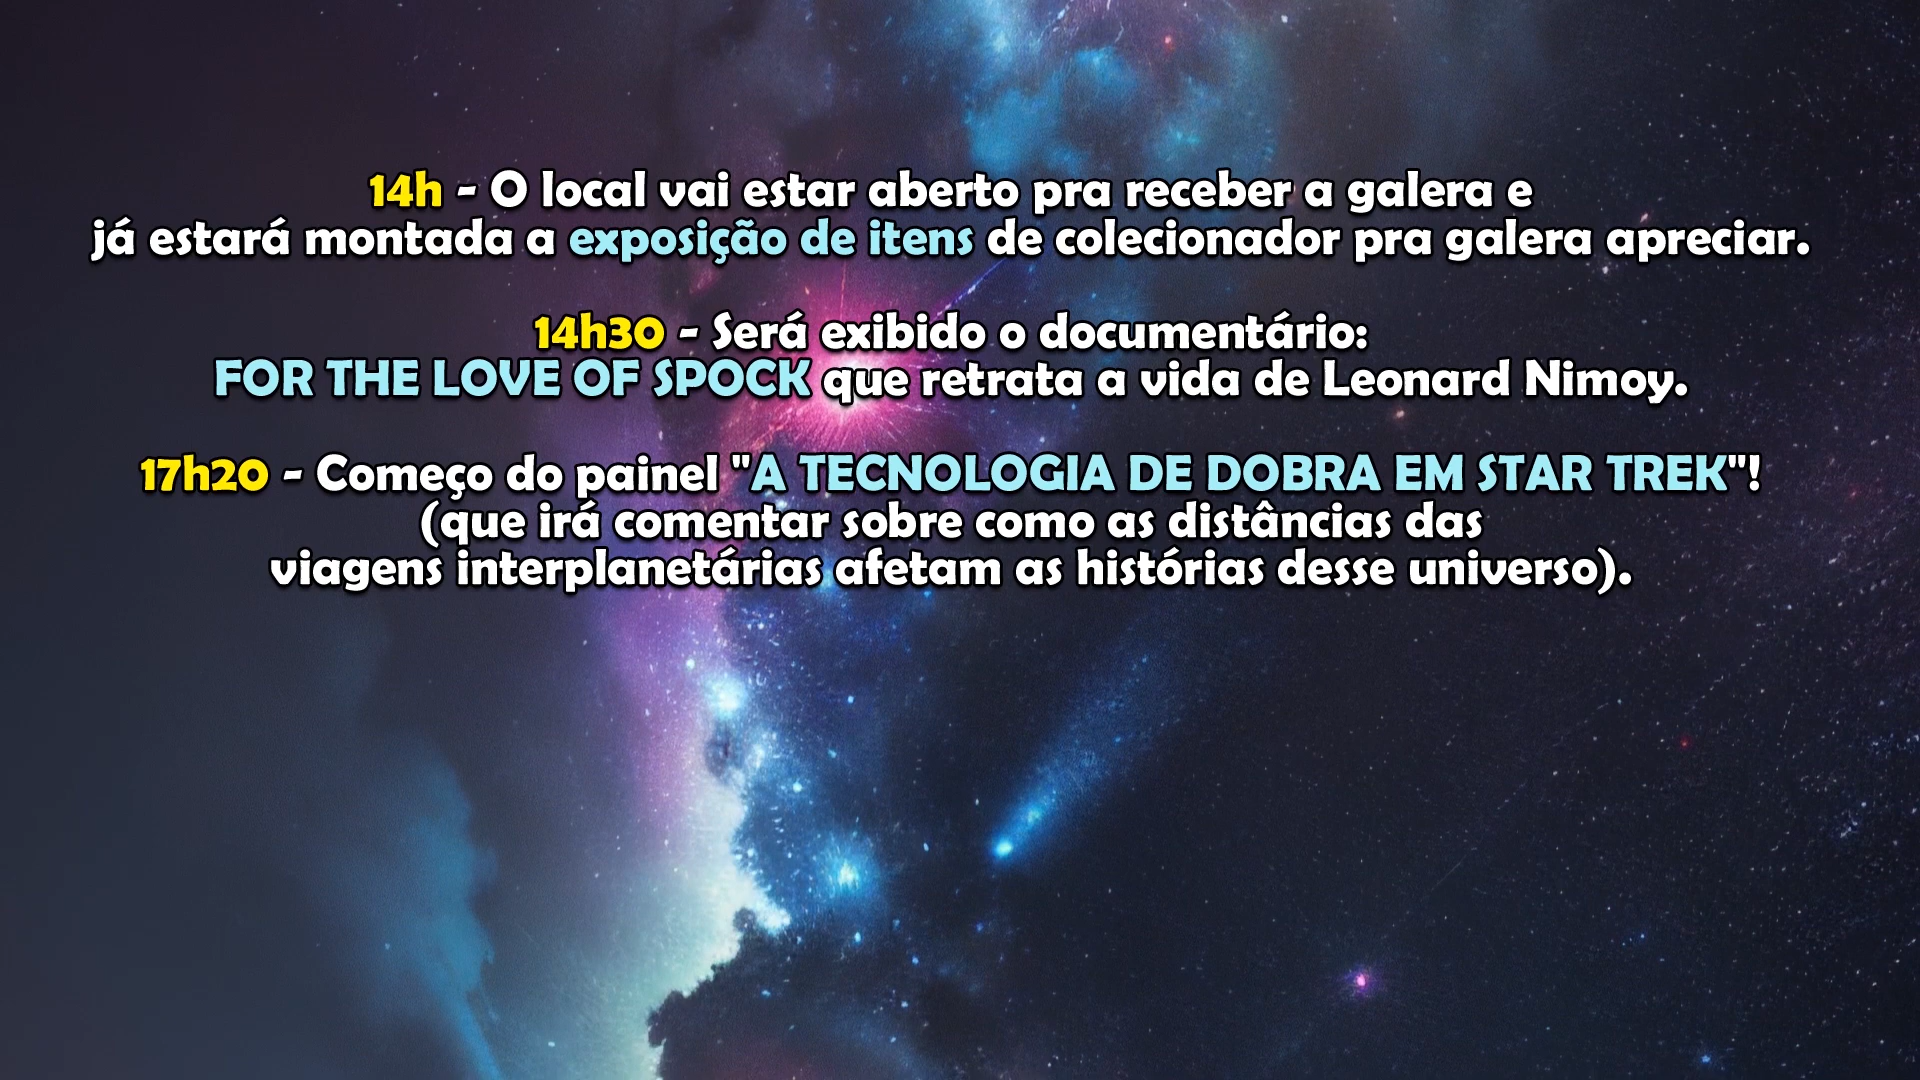 14h - O local vai estar aberto pra receber a galera e
já estará montada a exposição de itens de colecionador pra galera apreciar.
14h30 - Será exibido o documentário:
FOR THE LOVE OF SPOCK que retrata a vida de Leonard Nimoy.
17h20 - Começo do painel "A TECNOLOGIA DE DOBRA EM STAR TREK"!
(que irá comentar sobre como as distâncias das
viagens interplanetárias afetam as histórias desse universo).